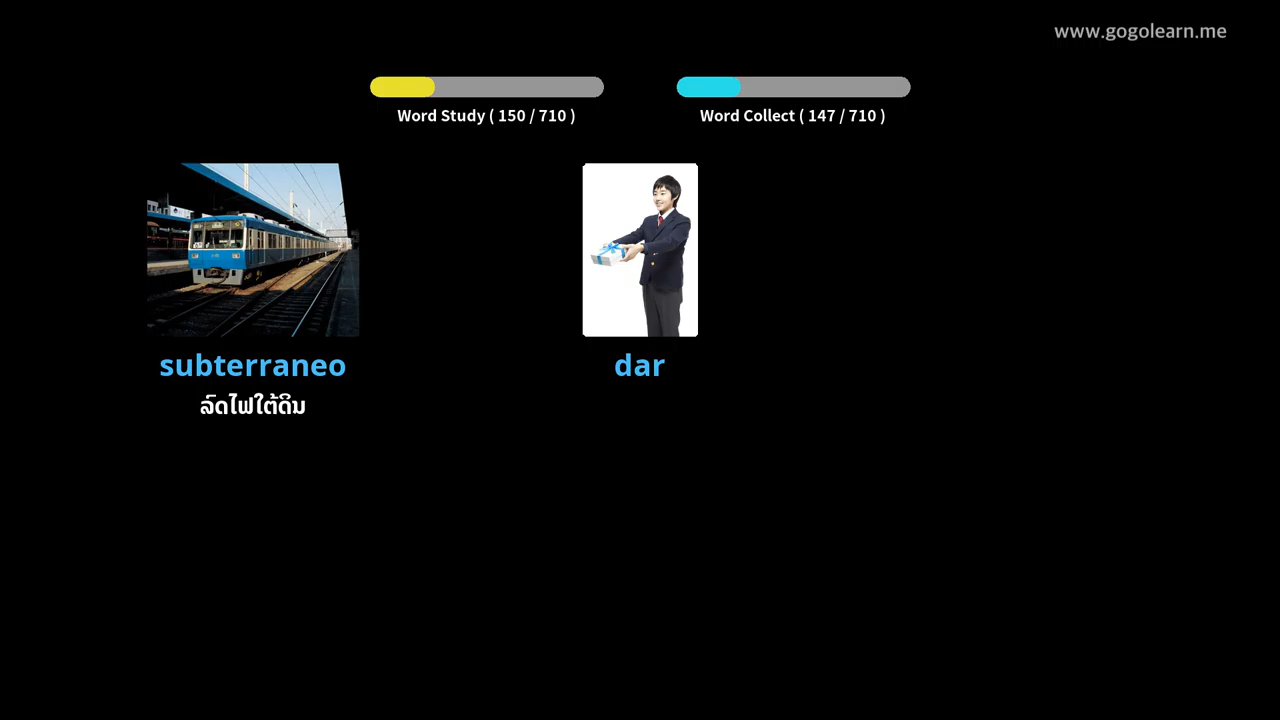 www.gogolearn.me
Word Study ( 150 / 710 )
Word Collect ( 147 / 710 )
subterraneo
ລົດໄຟໃຕ້ດິນ
dar